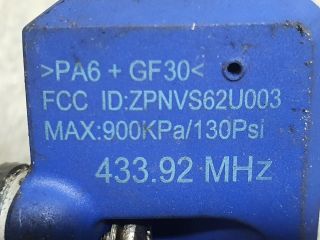 >PA6 + GF30<
FCC ID:ZPNVS62U003
MAX:900KPa/130Psi
433.92 MHz